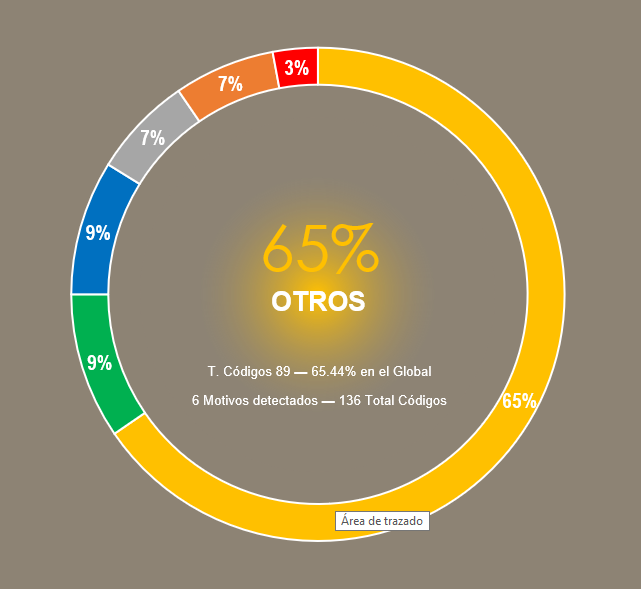 3%
7%
7%
9%
65%
OTROS
9%
T. Códigos 89 — 65.44% en el Global
6 Motivos detectados — 136 Total Códigos
65%
Área de trazado